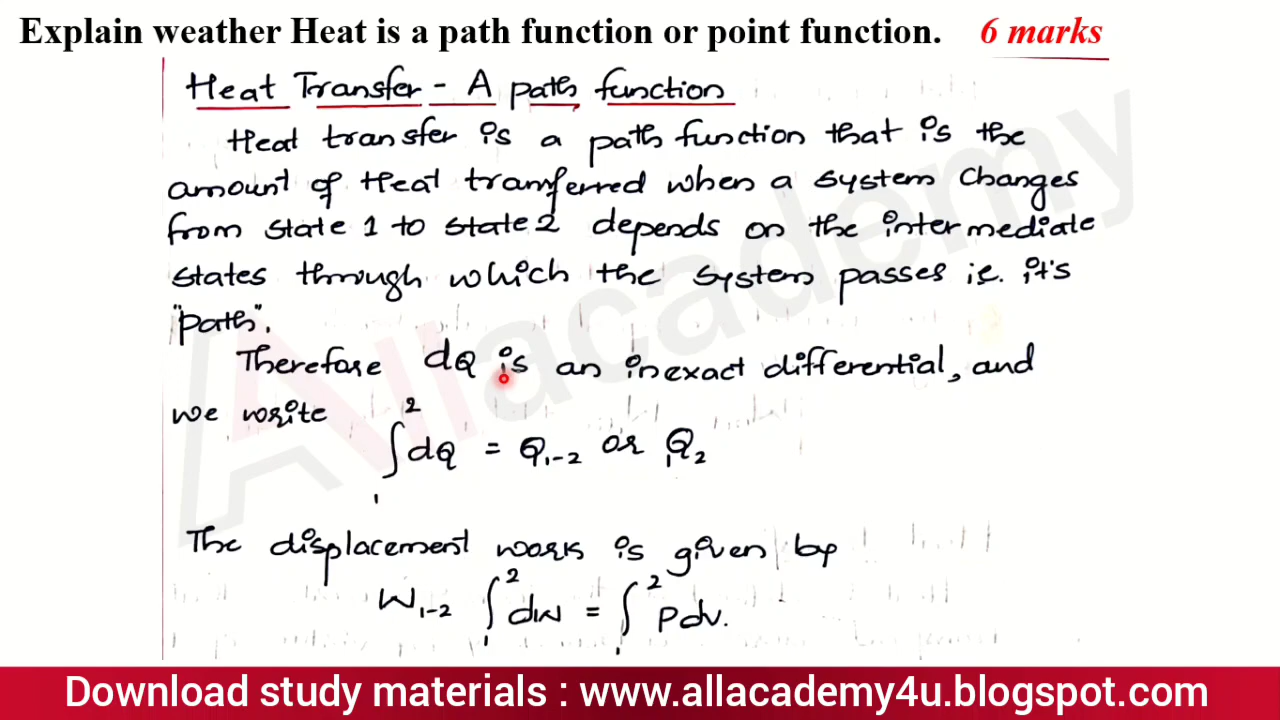 Explain weather Heat is a path function or point function. 6 marks
Heat Transfer - A path function
Heat transfer is a path function that is the
amount of Heat transferred when a system changes
from state 1 to state 2 depends on the intermediate
states through which the system passes i.e. it's
"path".
Therefore dQ is an inexact differential, and
we write ∫₁² dQ = Q₁₋₂ or ₁Q₂
The displacement work is given by
W₁₋₂ ∫₁² dw = ∫₁² Pdv.
Allacademy
Download study materials : www.allacademy4u.blogspot.com